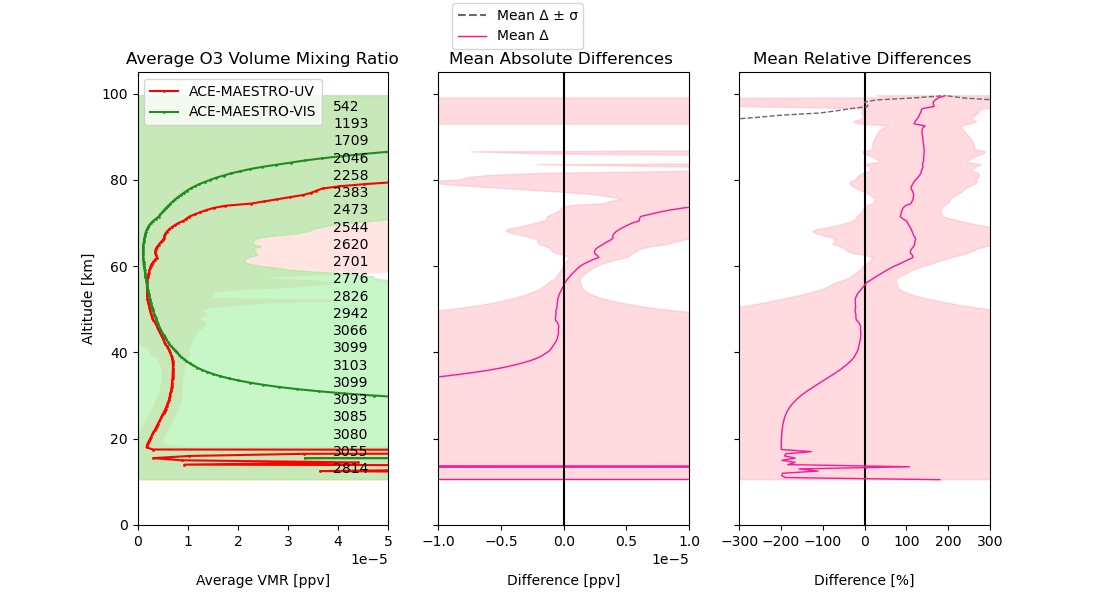 Mean Δ ± σ
Mean Δ
Average O3 Volume Mixing Ratio
Mean Absolute Differences
Mean Relative Differences
ACE-MAESTRO-UV
ACE-MAESTRO-VIS
100
80
60
40
20
0
Altitude [km]
542
1193
1709
2046
2258
2383
2473
2544
2620
2701
2776
2826
2942
3066
3099
3103
3099
3093
3085
3080
3055
2814
0 1 2 3 4 5
1e−5
Average VMR [ppv]
−1.0 −0.5 0.0 0.5 1.0
1e−5
Difference [ppv]
−300 −200 −100 0 100 200 300
Difference [%]